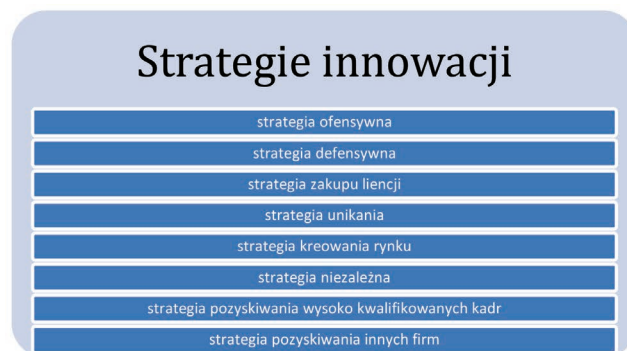 Strategie innowacji
strategia ofensywna
strategia defensywna
strategia zakupu liencji
strategia unikania
strategia kreowania rynku
strategia niezależna
strategia pozyskiwania wysoko kwalifikowanych kadr
strategia pozyskiwania innych firm